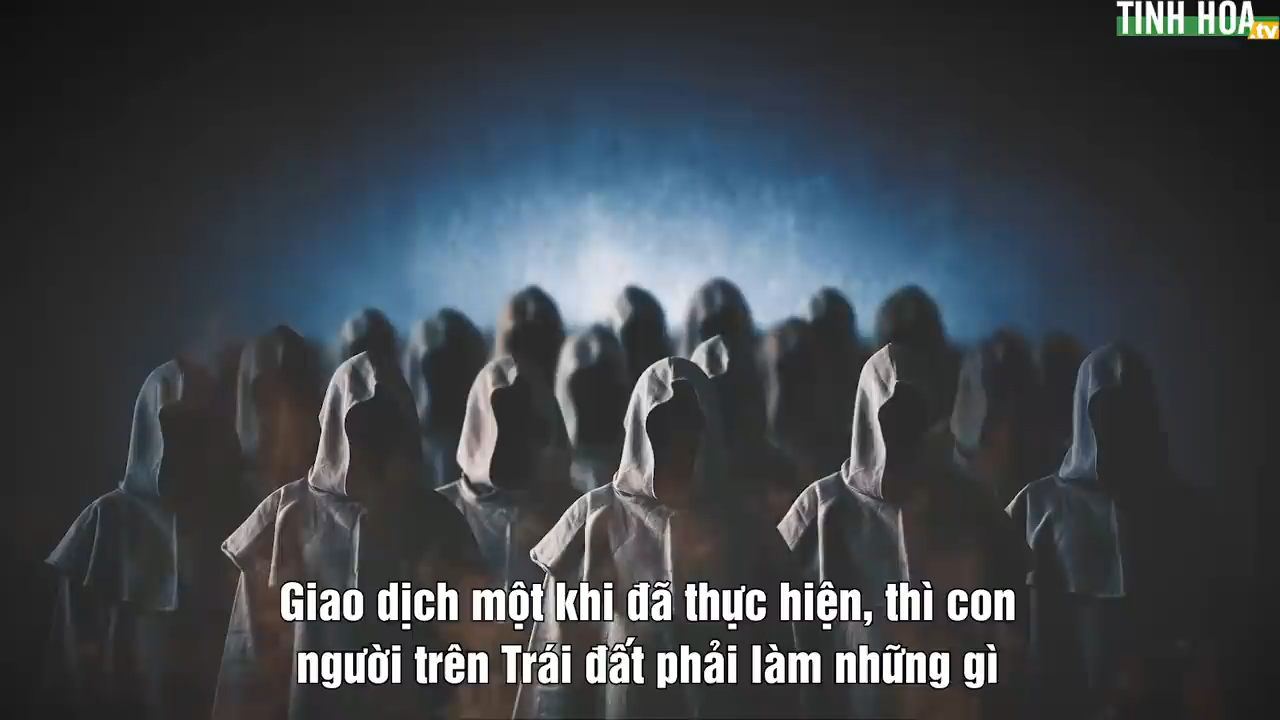 TINH HOA
.tv
Giao dịch một khi đã thực hiện, thì con
người trên Trái đất phải làm những gì